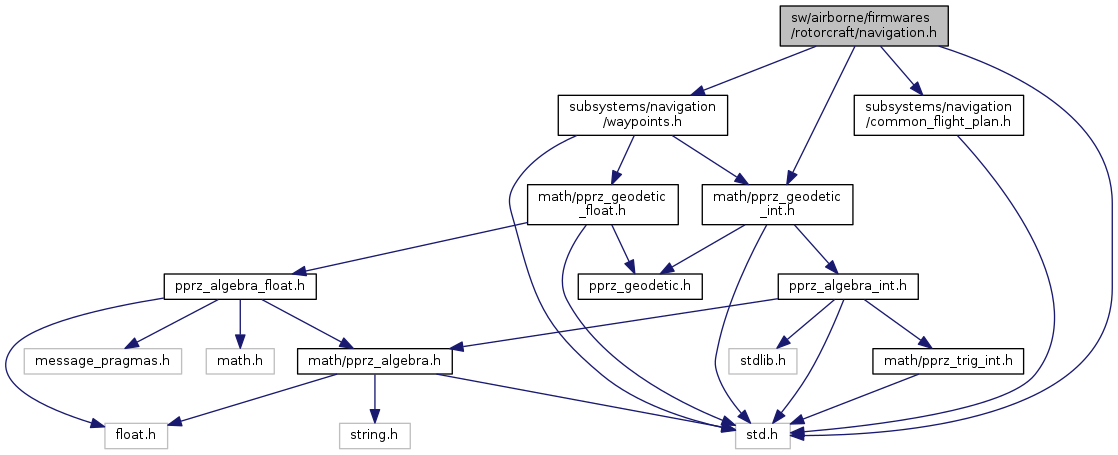 sw/airborne/firmwares
/rotorcraft/navigation.h
subsystems/navigation
/waypoints.h
subsystems/navigation
/common_flight_plan.h
math/pprz_geodetic
_float.h
math/pprz_geodetic
_int.h
pprz_algebra_float.h
pprz_geodetic.h
pprz_algebra_int.h
message_pragmas.h
math.h
math/pprz_algebra.h
stdlib.h
math/pprz_trig_int.h
float.h
string.h
std.h